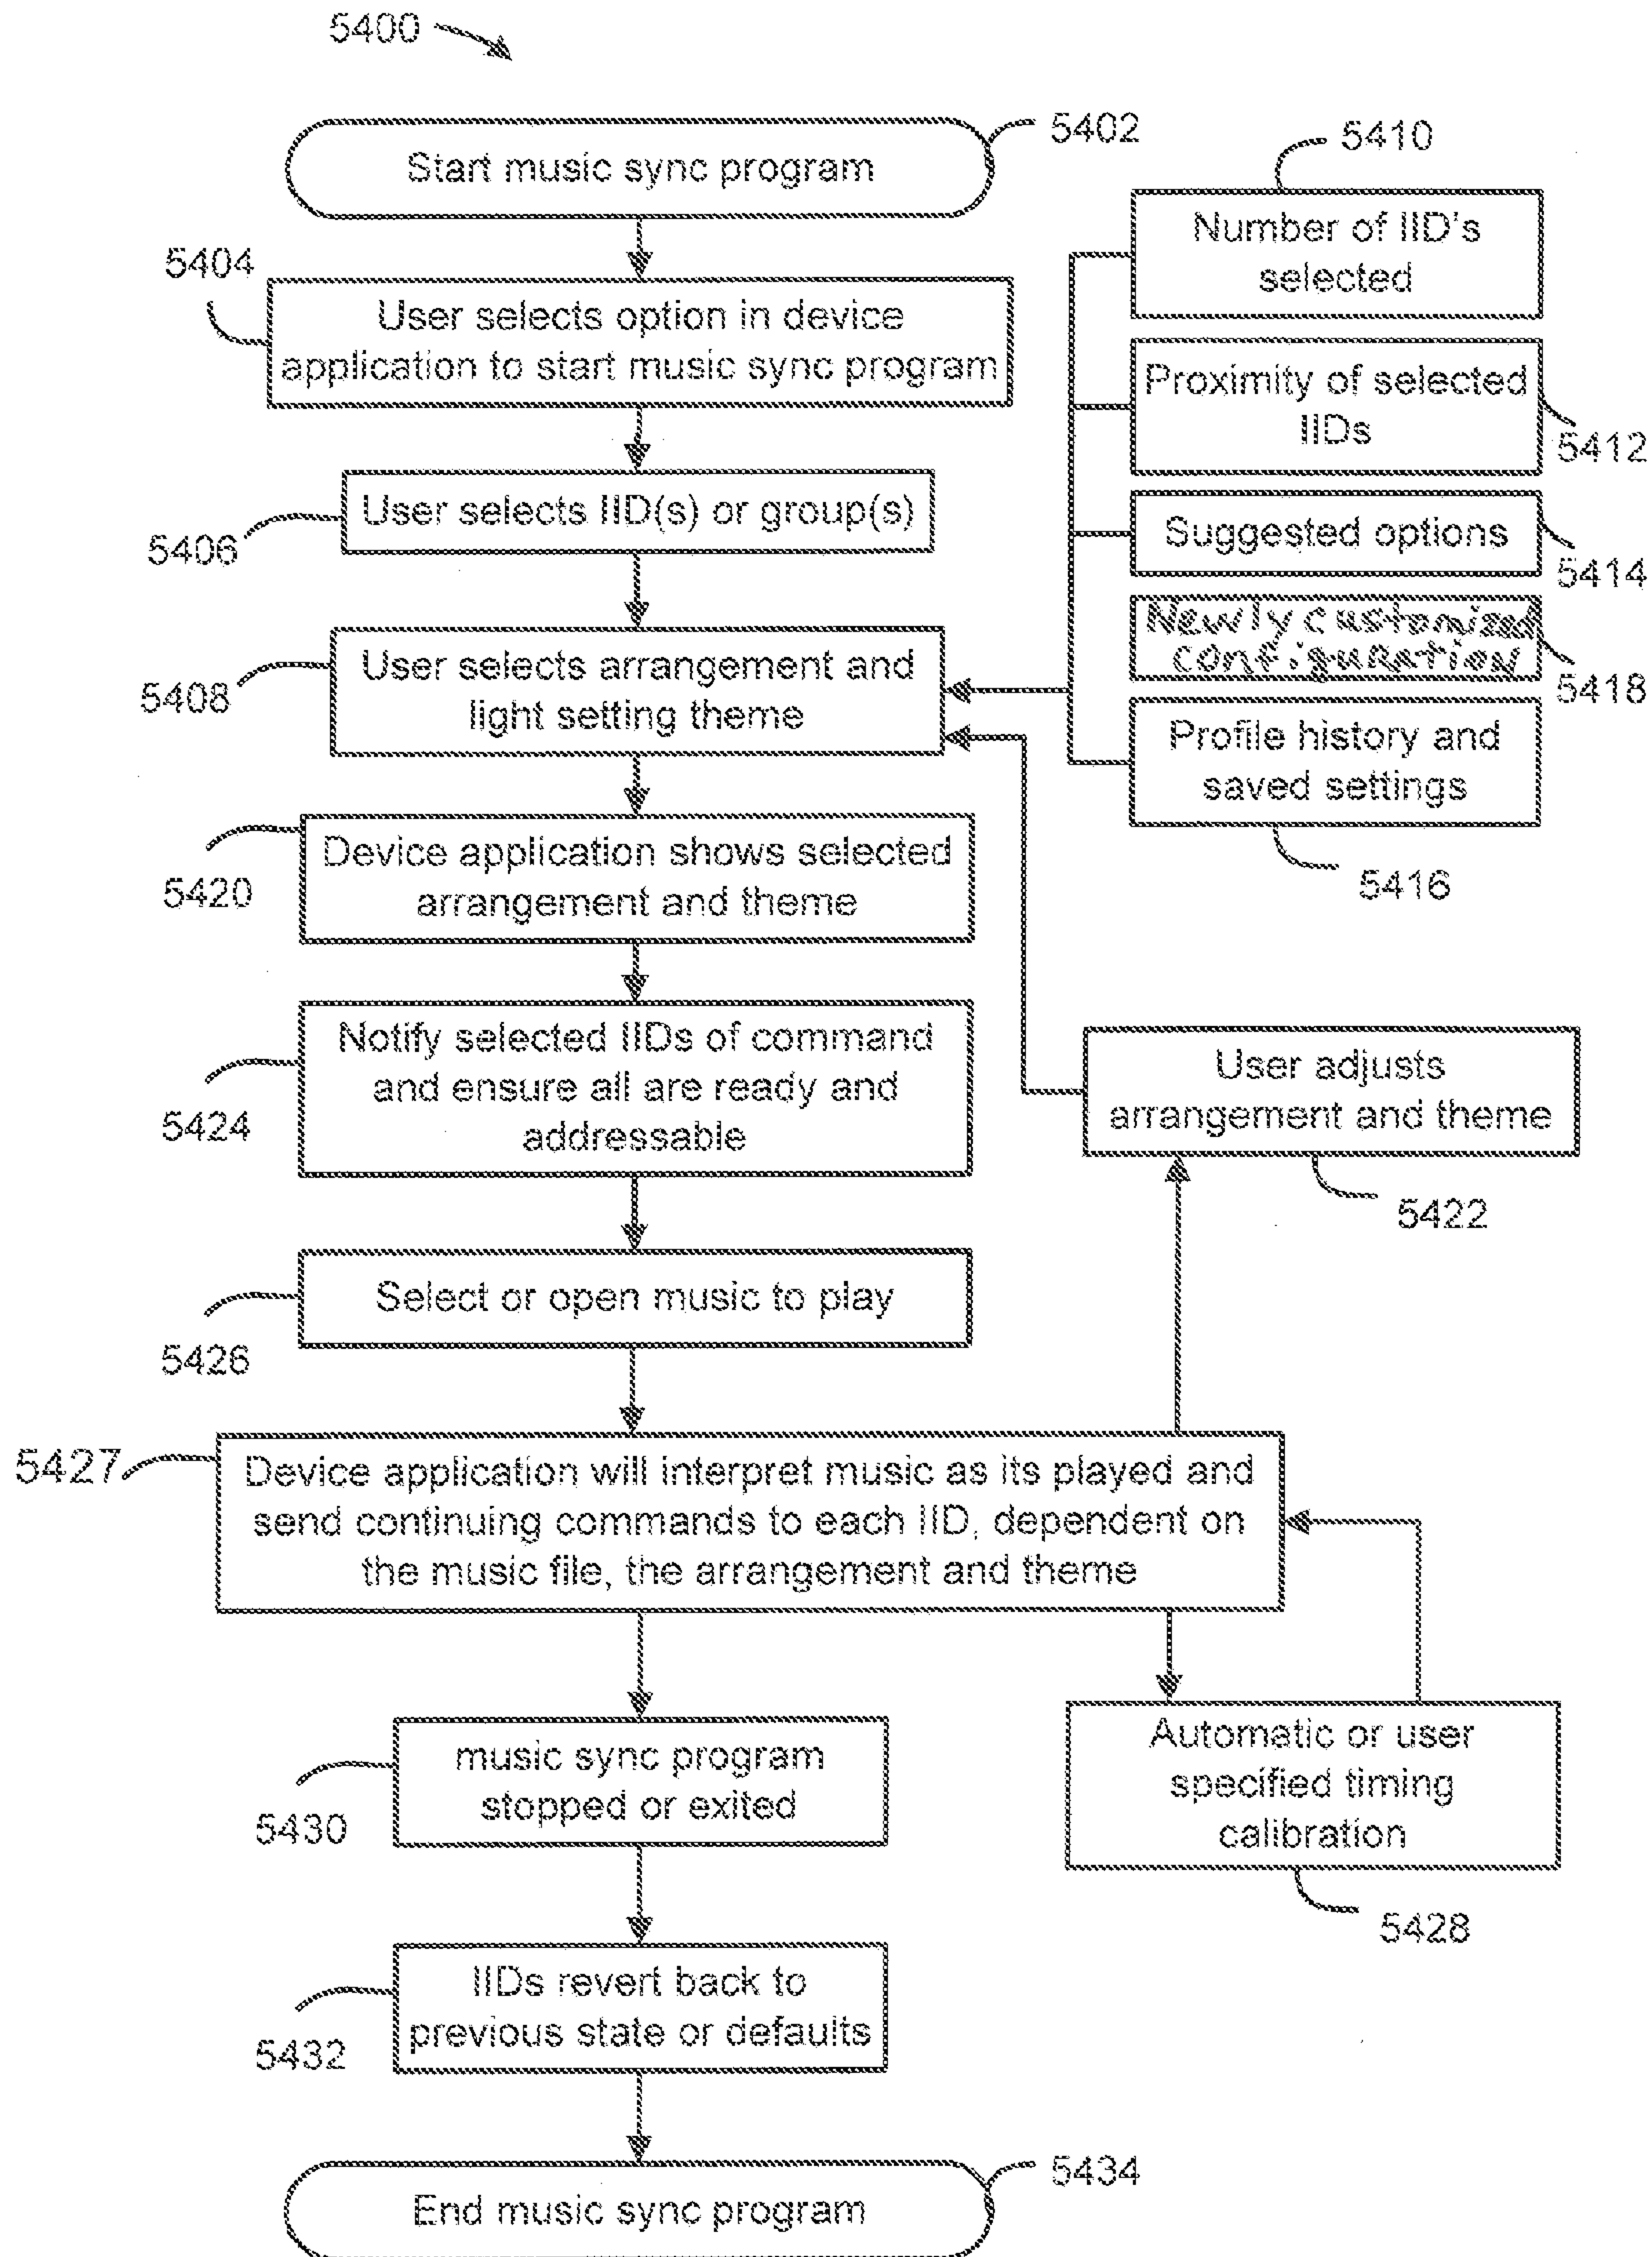 5400
Start music sync program
5402
5404
User selects option in device
application to start music sync program
User selects IID(s) or group(s)
5406
User selects arrangement and
light setting theme
5408
5410
Number of IID's
selected
Proximity of selected
IIDs
5412
Suggested options
5414
Newly customized
configuration
5418
Profile history and
saved settings
5416
Device application shows selected
arrangement and theme
5420
Notify selected IIDs of command
and ensure all are ready and
addressable
5424
User adjusts
arrangement and theme
5422
Select or open music to play
5426
5427
Device application will interpret music as its played and
send continuing commands to each IID, dependent on
the music file, the arrangement and theme
music sync program
stopped or exited
5430
Automatic or user
specified timing
calibration
5428
IIDs revert back to
previous state or defaults
5432
5434
End music sync program